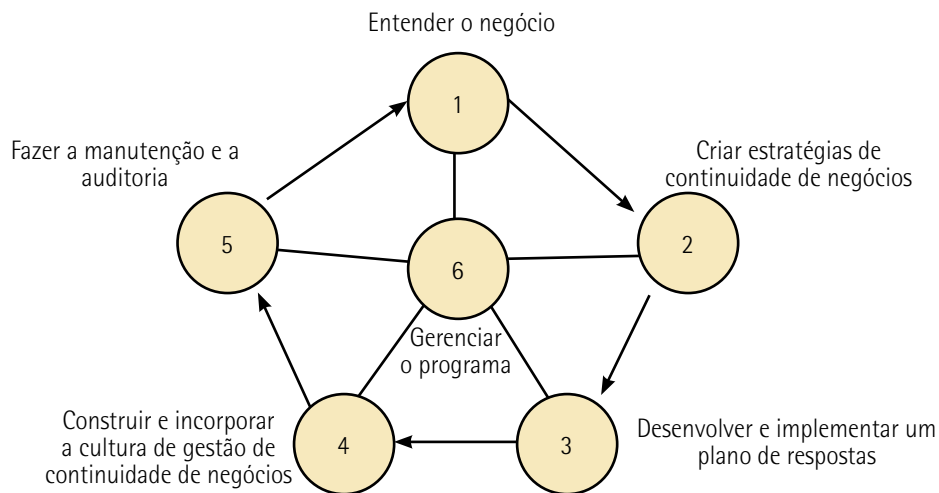 Entender o negócio
1
Fazer a manutenção e a
auditoria
Criar estratégias de
continuidade de negócios
5
6
2
Gerenciar
o programa
Construir e incorporar
a cultura de gestão de
continuidade de negócios
4
3
Desenvolver e implementar um
plano de respostas